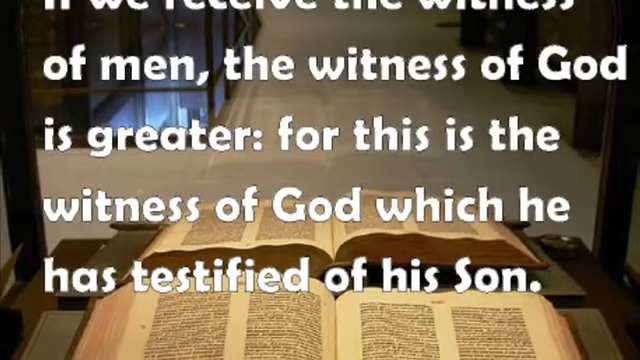 If we receive the witness
of men, the witness of God
is greater: for this is the
witness of God which he
has testified of his Son.